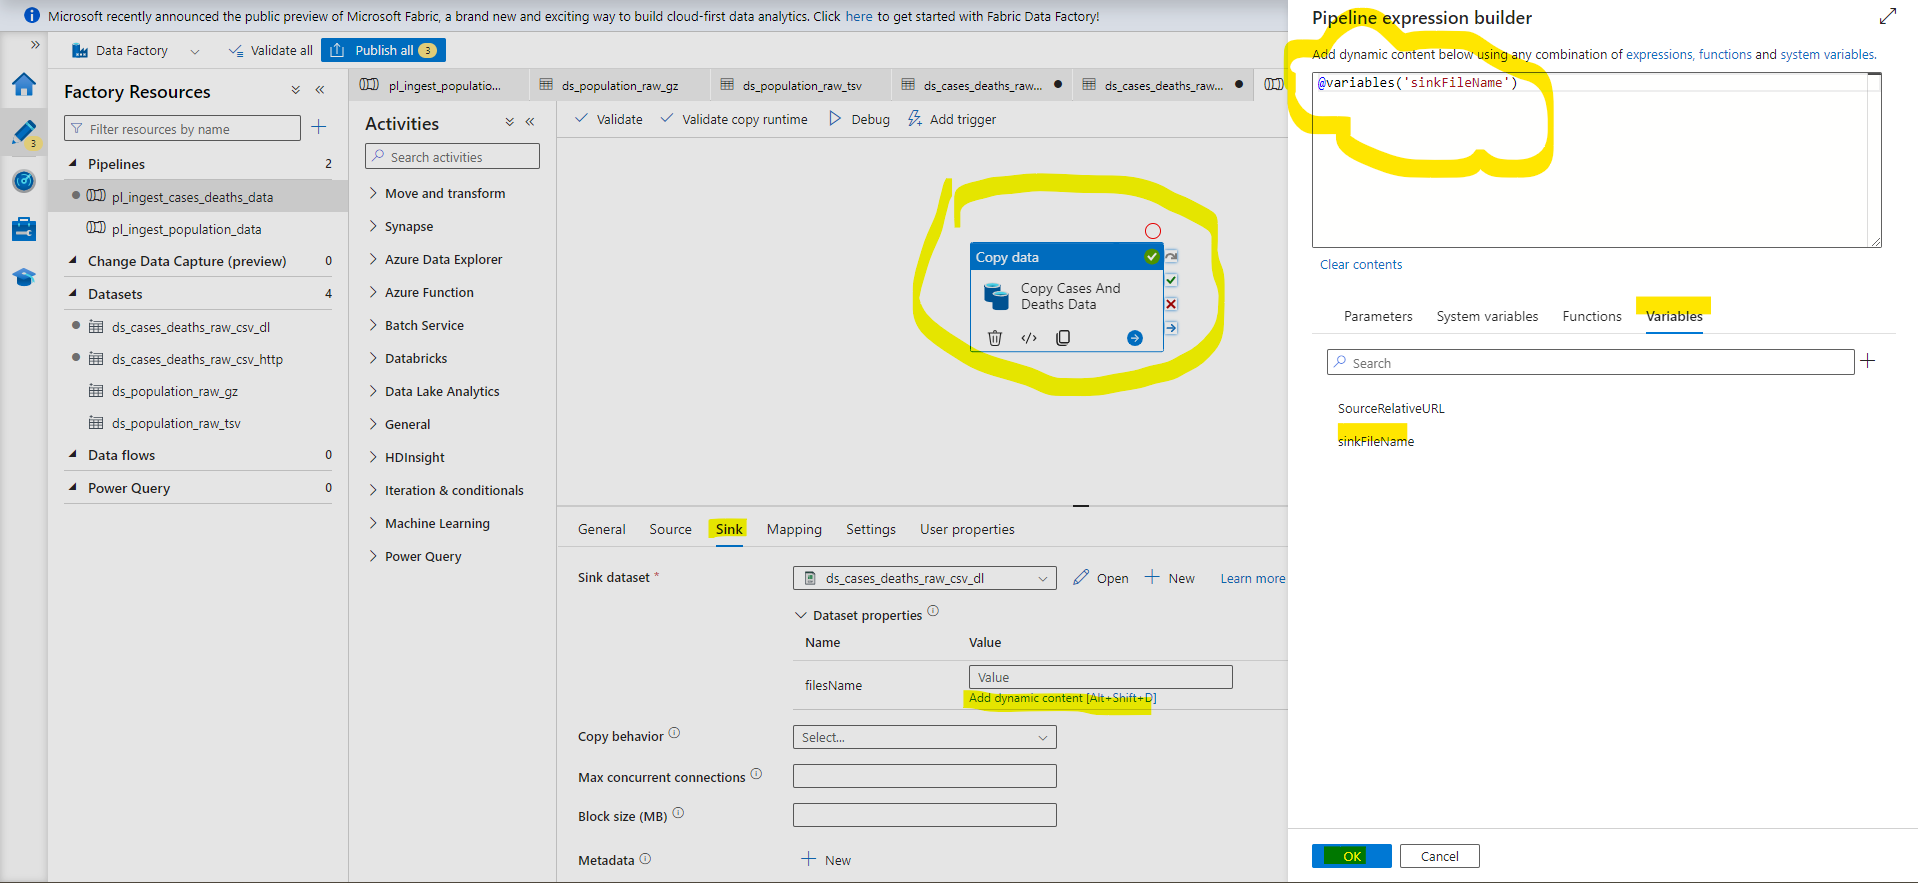 Microsoft recently announced the public preview of Microsoft Fabric, a brand new and exciting way to build cloud-first data analytics. Click here to get started with Fabric Data Factory!
Data Factory
Validate all
Publish all 3
3
Factory Resources
Filter resources by name
Pipelines 2
pl_ingest_cases_deaths_data
pl_ingest_population_data
Change Data Capture (preview) 0
Datasets 4
ds_cases_deaths_raw_csv_dl
ds_cases_deaths_raw_csv_http
ds_population_raw_gz
ds_population_raw_tsv
Data flows 0
Power Query 0
pl_ingest_populatio...
ds_population_raw_gz
ds_population_raw_tsv
ds_cases_deaths_raw...
ds_cases_deaths_raw...
Activities
Search activities
Move and transform
Synapse
Azure Data Explorer
Azure Function
Batch Service
Databricks
Data Lake Analytics
General
HDInsight
Iteration & conditionals
Machine Learning
Power Query
Validate
Validate copy runtime
Debug
Add trigger
Copy data
Copy Cases And
Deaths Data
General Source Sink Mapping Settings User properties
Sink dataset *
ds_cases_deaths_raw_csv_dl
Open
New
Learn more
Dataset properties
Name Value
filesName
Value
Add dynamic content [Alt+Shift+D]
Copy behavior
Select...
Max concurrent connections
Block size (MB)
Metadata
New
Pipeline expression builder
Add dynamic content below using any combination of expressions, functions and system variables.
@variables('sinkFileName')
Clear contents
Parameters System variables Functions Variables
Search
SourceRelativeURL
sinkFileName
OK
Cancel